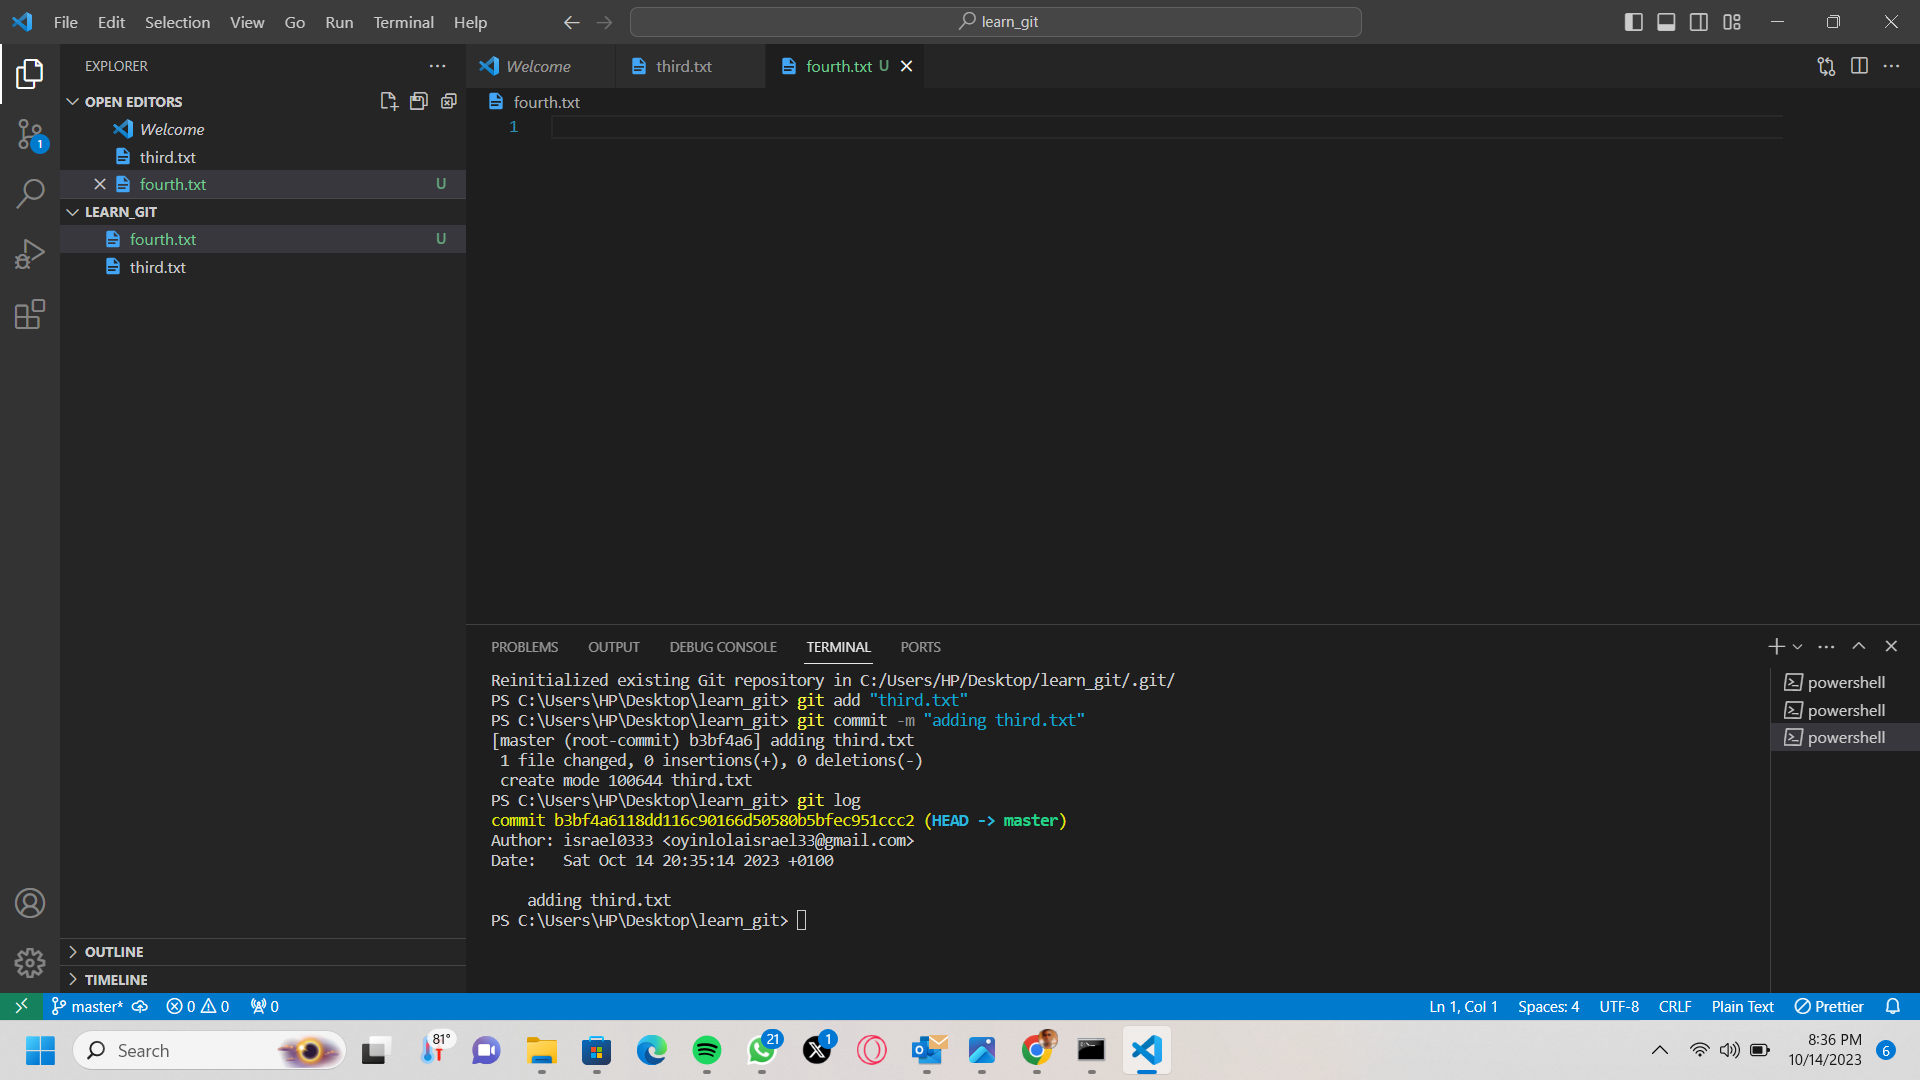 File Edit Selection View Go Run Terminal Help
learn_git
EXPLORER
OPEN EDITORS
Welcome
third.txt
fourth.txt U
LEARN_GIT
fourth.txt U
third.txt
OUTLINE
TIMELINE
1
Welcome third.txt fourth.txt U
fourth.txt
1
PROBLEMS OUTPUT DEBUG CONSOLE TERMINAL PORTS
Reinitialized existing Git repository in C:/Users/HP/Desktop/learn_git/.git/
PS C:\Users\HP\Desktop\learn_git> git add "third.txt"
PS C:\Users\HP\Desktop\learn_git> git commit -m "adding third.txt"
[master (root-commit) b3bf4a6] adding third.txt
1 file changed, 0 insertions(+), 0 deletions(-)
create mode 100644 third.txt
PS C:\Users\HP\Desktop\learn_git> git log
commit b3bf4a6118dd116c90166d50580b5bfec951ccc2 (HEAD -> master)
Author: israel0333 <oyinlolaisrael33@gmail.com>
Date:   Sat Oct 14 20:35:14 2023 +0100
adding third.txt
PS C:\Users\HP\Desktop\learn_git>
powershell
powershell
powershell
master* 0 0 0
Ln 1, Col 1 Spaces: 4 UTF-8 CRLF Plain Text Prettier
Search
81°
21
1
8:36 PM
10/14/2023
6